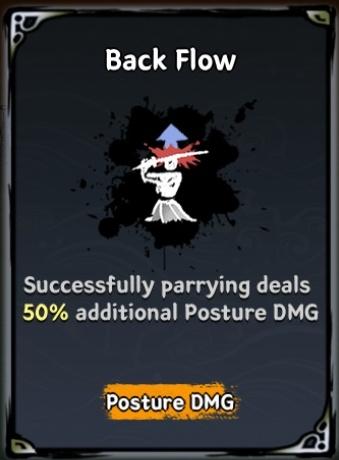 Back Flow
Successfully parrying deals
50% additional Posture DMG
Posture DMG